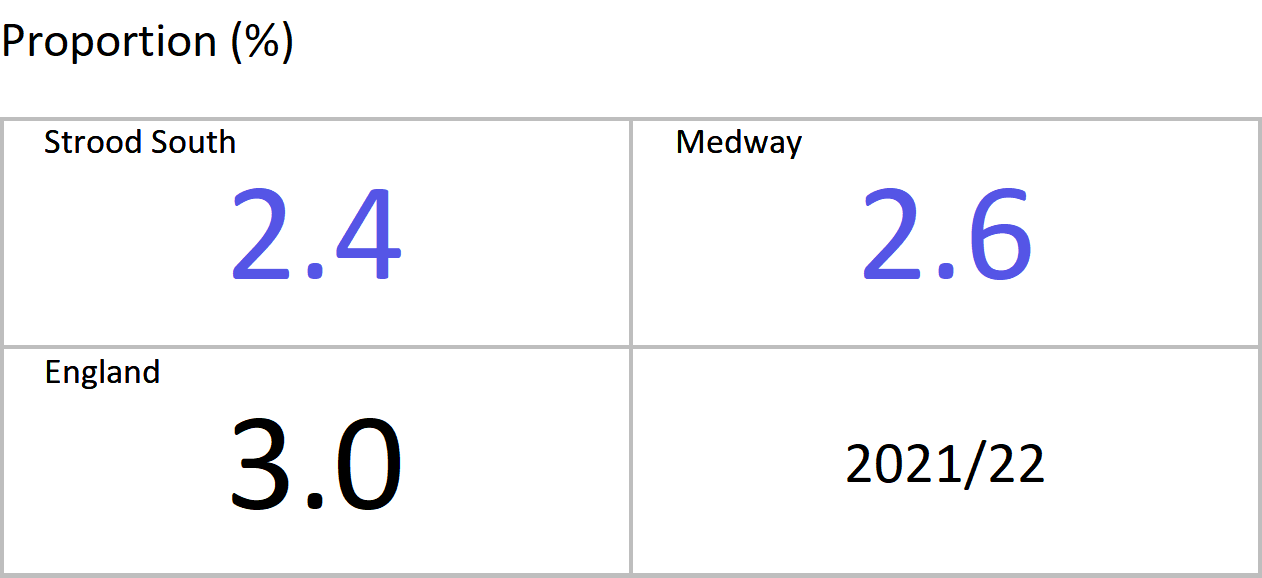 Proportion (%)
Strood South
2.4
Medway
2.6
England
3.0
2021/22